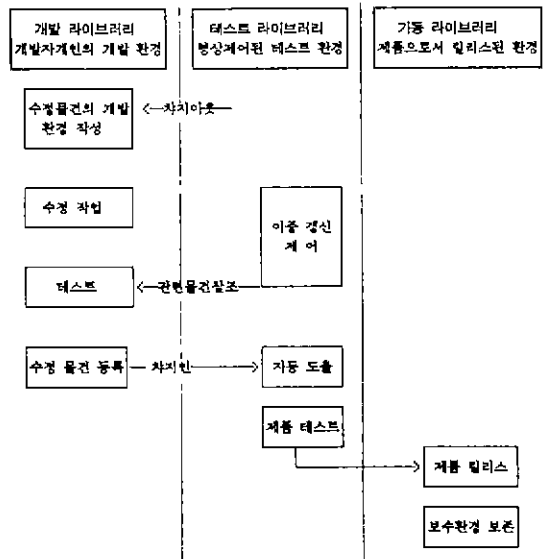 개발 라이브러리
개발자개인의 개발 환경
테스트 라이브러리
형상제어된 테스트 환경
가동 라이브러리
제품으로서 릴리스된 환경
수정물건의 개발
환경 작성
차지아웃
수정 작업
이중 갱신
제 어
테스트
관련물건참조
수정 물건 등록
차지인
자동 도출
제품 테스트
제품 릴리스
보수환경 보존